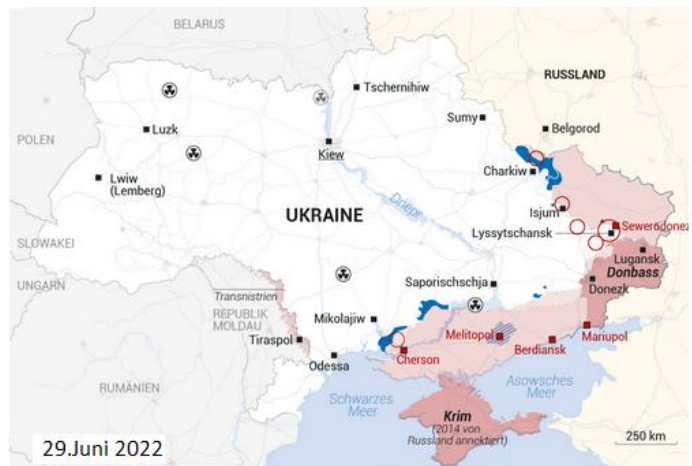 BELARUS
RUSSLAND
POLEN
SLOWAKEI
UNGARN
RUMÄNIEN
REPUBLIK
MOLDAU
Transnistrien
Tiraspol
UKRAINE
Tschernihiw
Luzk
Kiew
Sumy
Belgorod
Lwiw
(Lemberg)
Charkiw
Dnjepr
Isjum
Lyssytschansk
Sewerodonez
Lugansk
Donbass
Donezk
Saporischschja
Mikolajiw
Melitopol
Mariupol
Berdiansk
Cherson
Odessa
Schwarzes
Meer
Asowsches
Meer
Krim
(2014 von
Russland annektiert)
250 km
29.Juni 2022